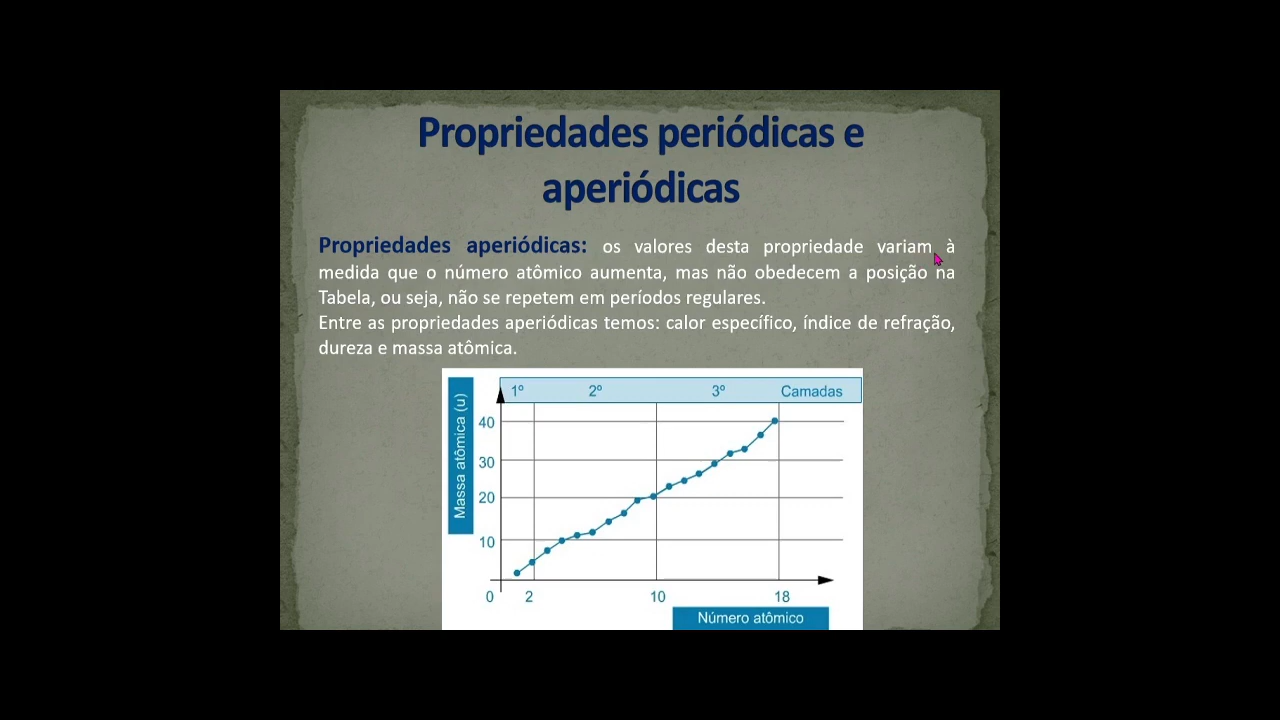 Propriedades periódicas e
aperiódicas
Propriedades aperiódicas: os valores desta propriedade variam à
medida que o número atômico aumenta, mas não obedecem a posição na
Tabela, ou seja, não se repetem em períodos regulares.
Entre as propriedades aperiódicas temos: calor específico, índice de refração,
dureza e massa atômica.
Massa atômica (u)
1º 2º 3º Camadas
40
30
20
10
0 2 10 18
Número atômico